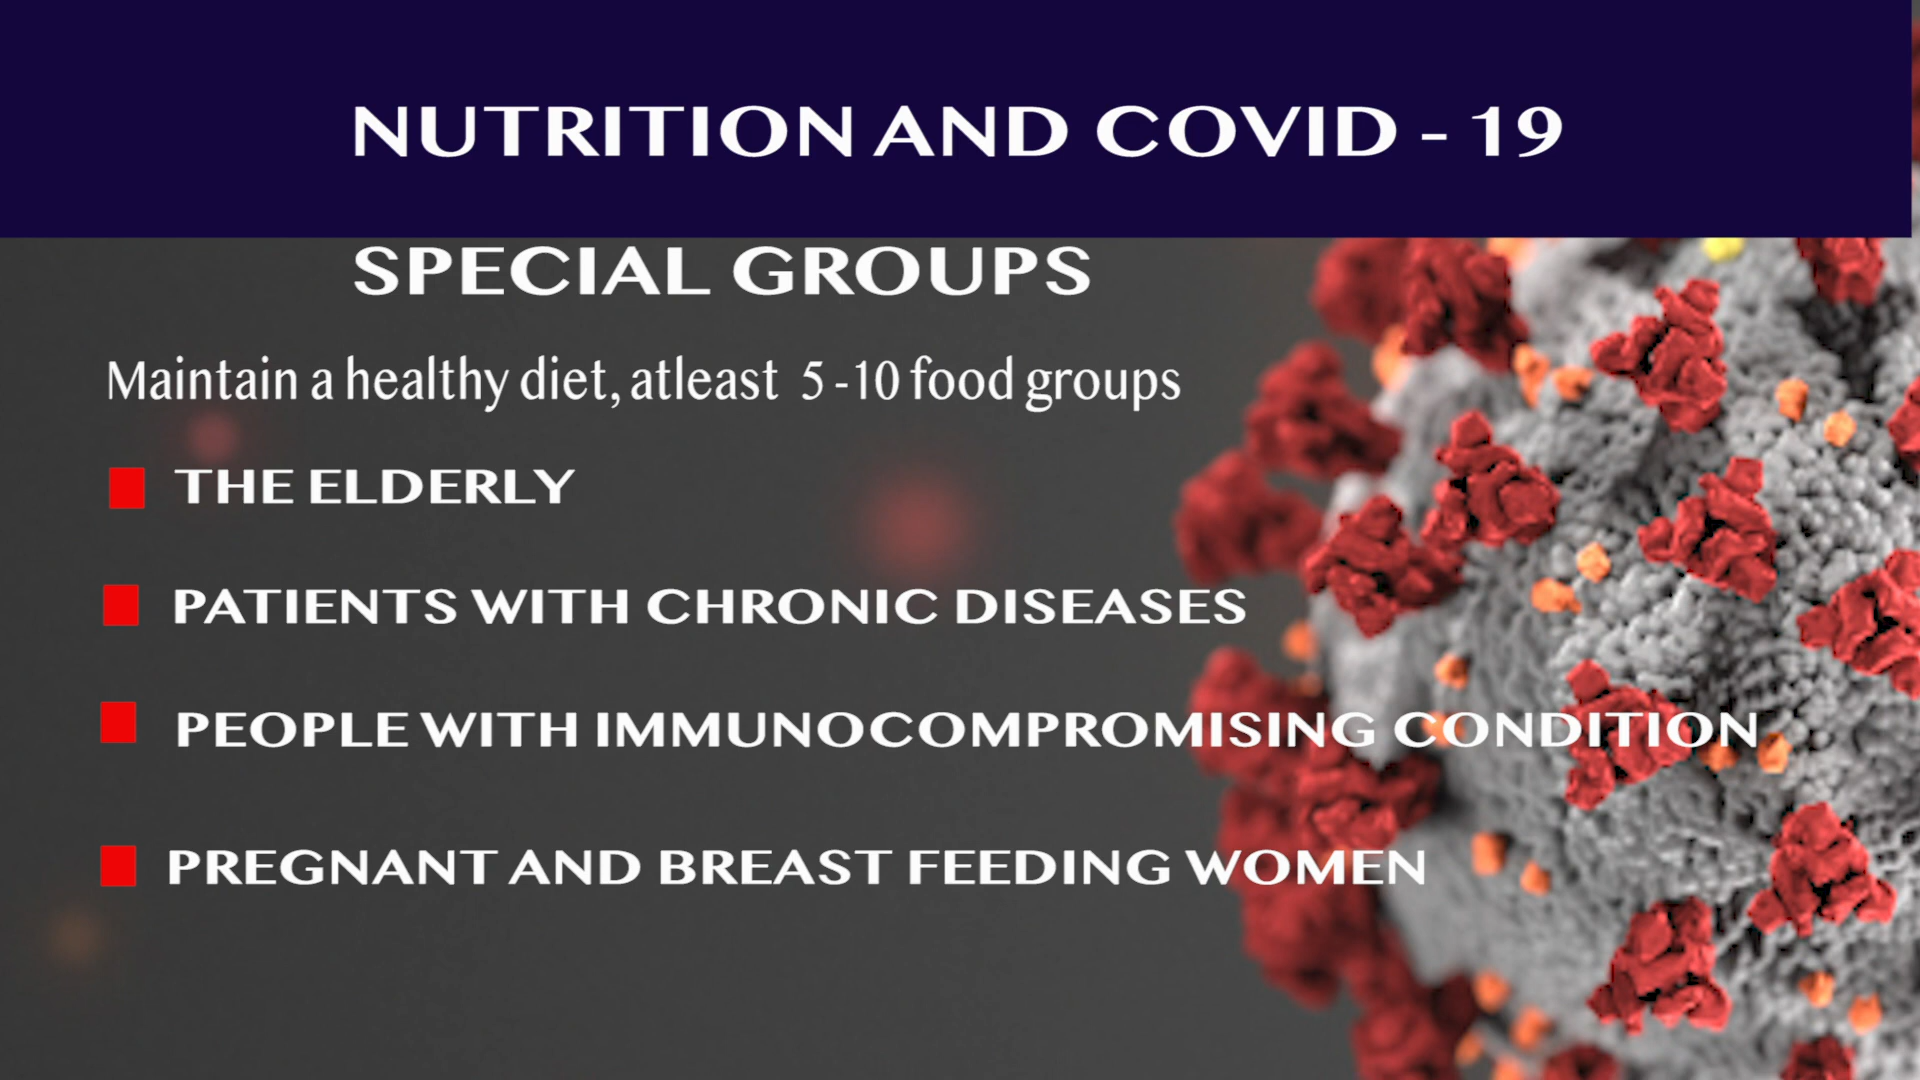 NUTRITION AND COVID - 19
SPECIAL GROUPS
Maintain a healthy diet, atleast 5 -10 food groups
THE ELDERLY
PATIENTS WITH CHRONIC DISEASES
PEOPLE WITH IMMUNOCOMPROMISING CONDITION
PREGNANT AND BREAST FEEDING WOMEN